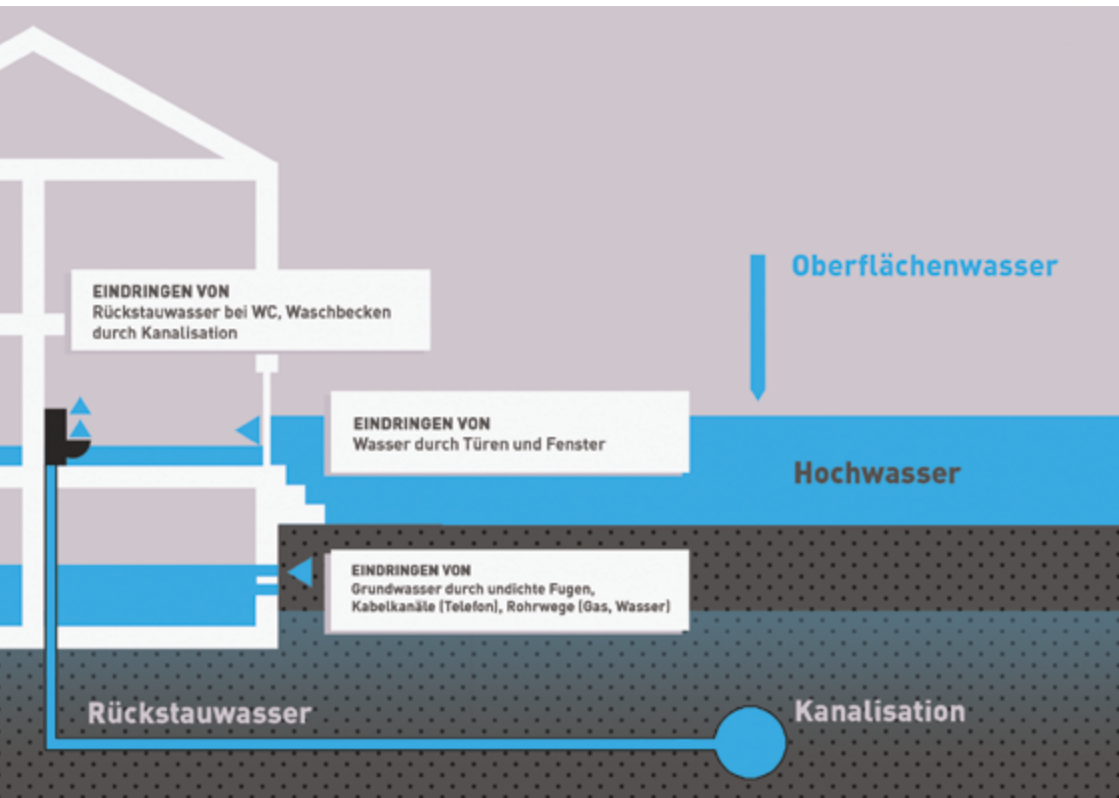 Oberflächenwasser
EINDRINGEN VON
Rückstauwasser bei WC, Waschbecken
durch Kanalisation
EINDRINGEN VON
Wasser durch Türen und Fenster
Hochwasser
EINDRINGEN VON
Grundwasser durch undichte Fugen,
Kabelkanäle (Telefon), Rohrwege (Gas, Wasser)
Rückstauwasser
Kanalisation